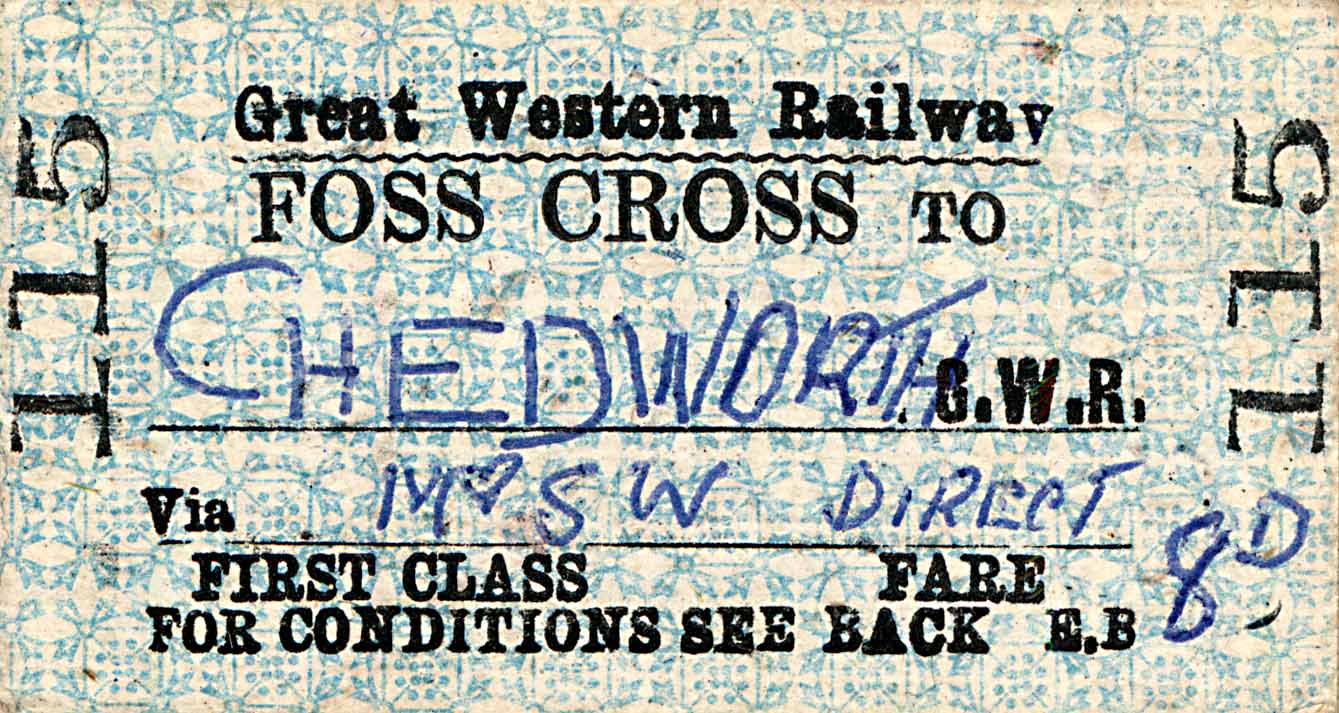 Great Western Railway
FOSS CROSS TO
CHEDWORTH G.W.R.
Via M&SW DIRECT
FIRST CLASS FARE 8D
FOR CONDITIONS SEE BACK E.B
115
115